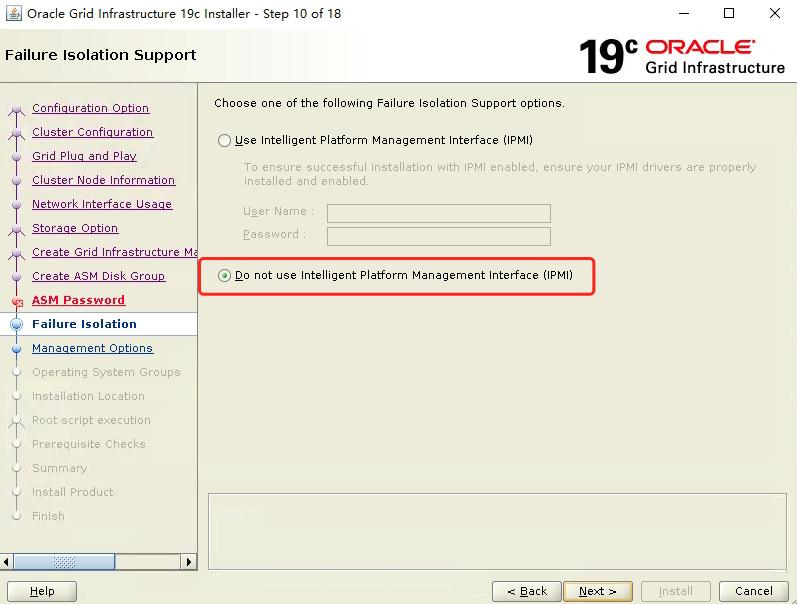 Oracle Grid Infrastructure 19c Installer - Step 10 of 18
Failure Isolation Support
19c ORACLE
Grid Infrastructure
Configuration Option
Cluster Configuration
Grid Plug and Play
Cluster Node Information
Network Interface Usage
Storage Option
Create Grid Infrastructure Ma
Create ASM Disk Group
ASM Password
Failure Isolation
Management Options
Operating System Groups
Installation Location
Root script execution
Prerequisite Checks
Summary
Install Product
Finish
Choose one of the following Failure Isolation Support options.
Use Intelligent Platform Management Interface (IPMI)
To ensure successful installation with IPMI enabled, ensure your IPMI drivers are properly
installed and enabled.
User Name :
Password :
Do not use Intelligent Platform Management Interface (IPMI)
Help
< Back
Next >
Install
Cancel